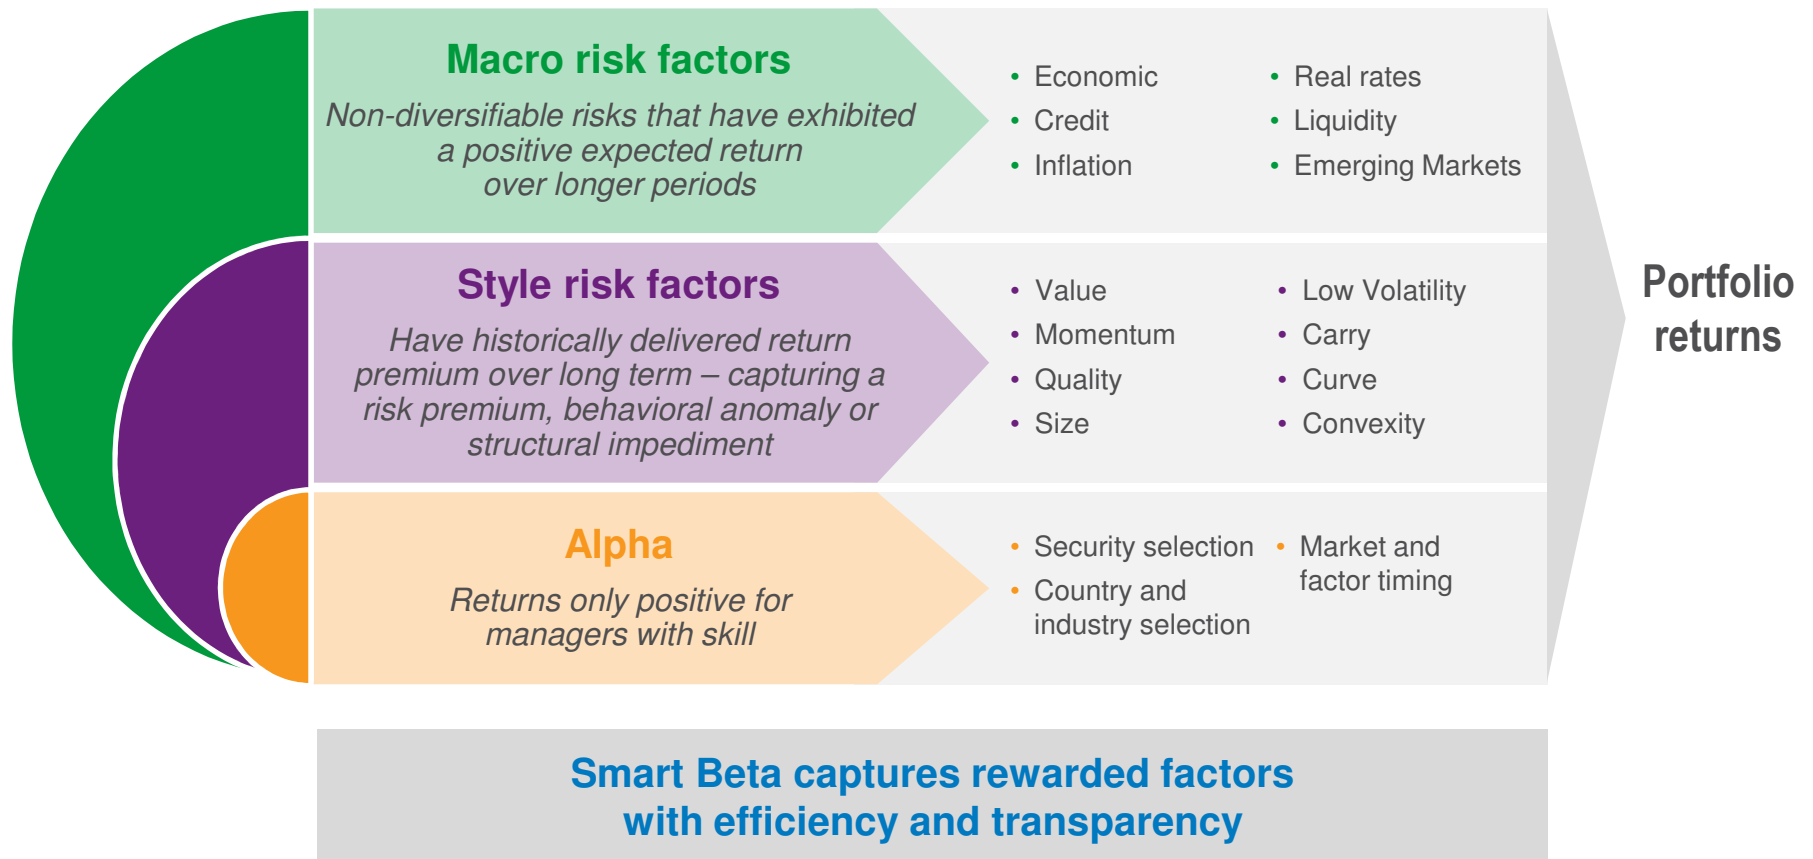 Macro risk factors
Non-diversifiable risks that have exhibited
a positive expected return
over longer periods
• Economic
• Credit
• Inflation
• Real rates
• Liquidity
• Emerging Markets
Style risk factors
Have historically delivered return
premium over long term – capturing a
risk premium, behavioral anomaly or
structural impediment
• Value
• Momentum
• Quality
• Size
• Low Volatility
• Carry
• Curve
• Convexity
Alpha
Returns only positive for
managers with skill
• Security selection
• Country and
industry selection
• Market and
factor timing
Portfolio
returns
Smart Beta captures rewarded factors
with efficiency and transparency